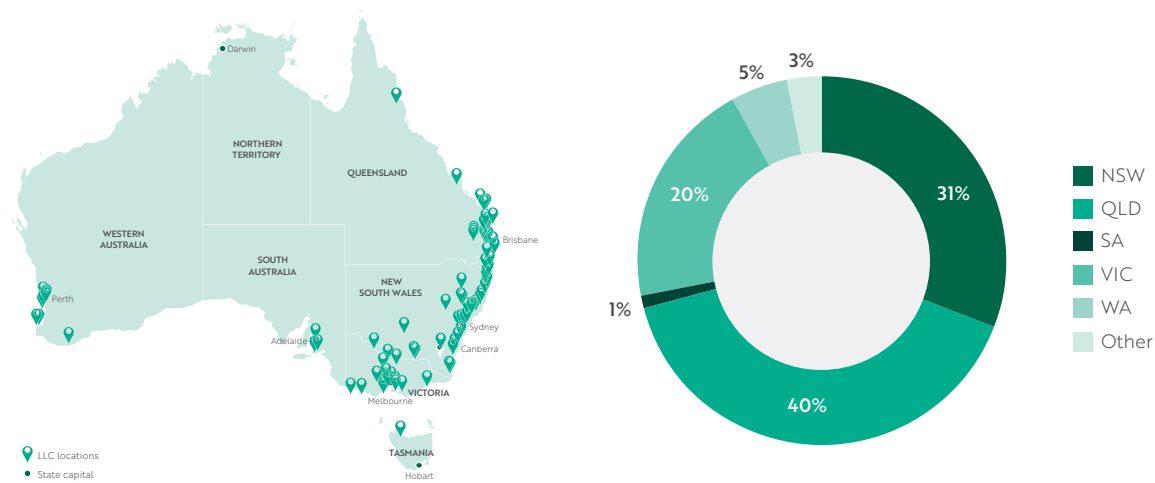 Darwin
NORTHERN
TERRITORY
QUEENSLAND
WESTERN
AUSTRALIA
SOUTH
AUSTRALIA
Brisbane
NEW
SOUTH WALES
Perth
Sydney
Adelaide
Canberra
VICTORIA
Melbourne
TASMANIA
Hobart
LLC locations
State capital
3%
5%
31%
20%
1%
40%
NSW
QLD
SA
VIC
WA
Other